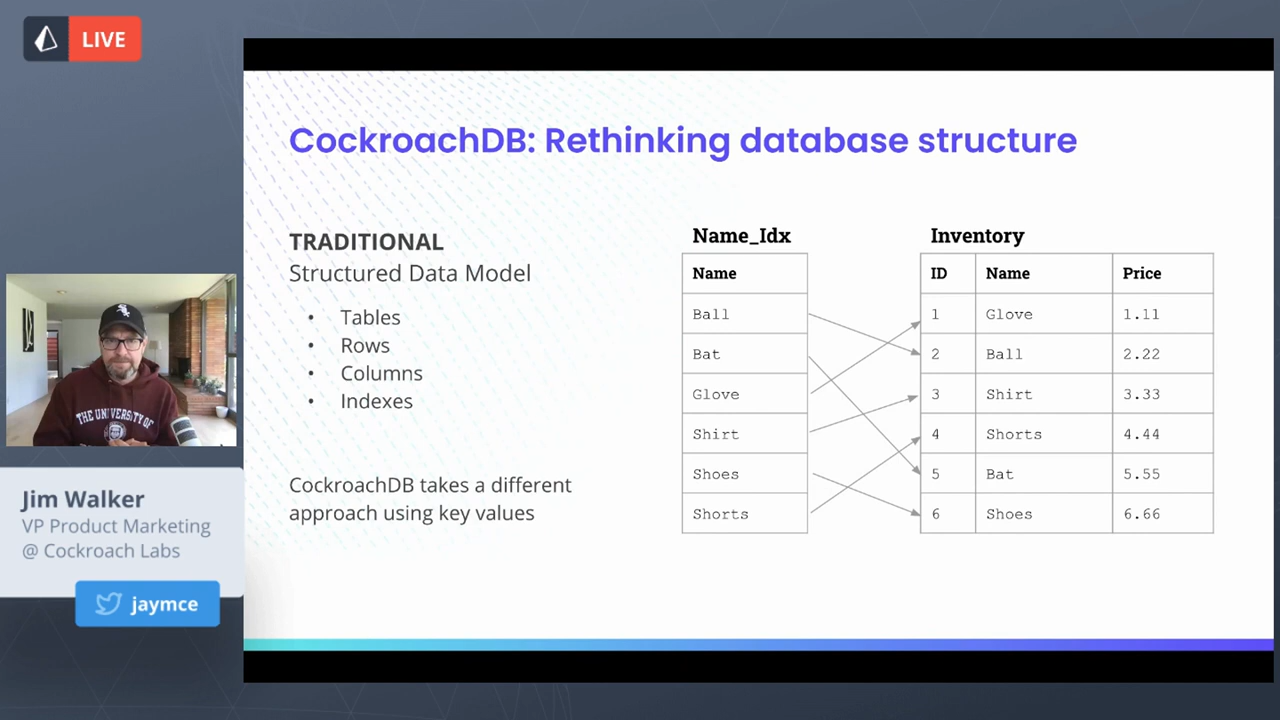 LIVE
CockroachDB: Rethinking database structure
TRADITIONAL
Structured Data Model
• Tables
• Rows
• Columns
• Indexes
CockroachDB takes a different
approach using key values
Name_Idx
Name
Ball
Bat
Glove
Shirt
Shoes
Shorts
Inventory
ID Name Price
1 Glove 1.11
2 Ball 2.22
3 Shirt 3.33
4 Shorts 4.44
5 Bat 5.55
6 Shoes 6.66
THE UNIVERSITY OF
Jim Walker
VP Product Marketing
@ Cockroach Labs
jaymce